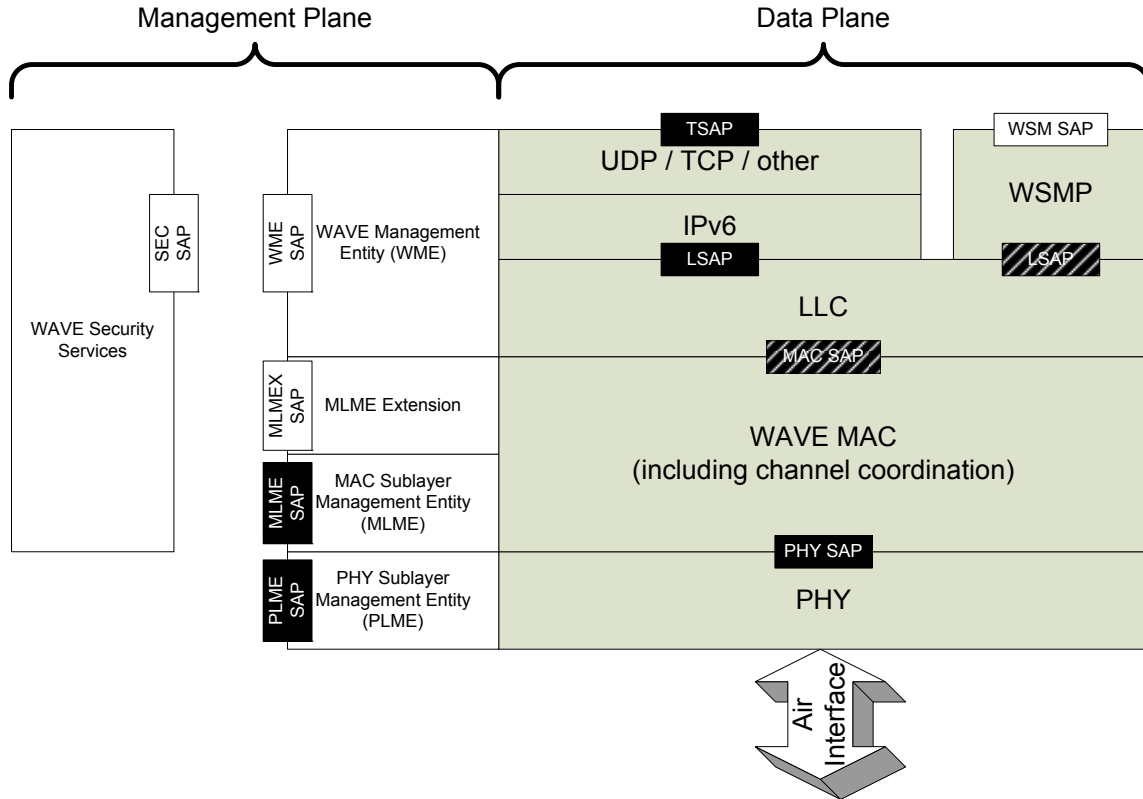 Management Plane
Data Plane
TSAP
WSM SAP
UDP / TCP / other
WSMP
SEC
SAP
WME
SAP
WAVE Management
Entity (WME)
IPv6
LSAP
LSAP
WAVE Security
Services
LLC
MAC SAP
MLMEX
SAP
MLME Extension
WAVE MAC
(including channel coordination)
MLME
SAP
MAC Sublayer
Management Entity
(MLME)
PHY SAP
PLME
SAP
PHY Sublayer
Management Entity
(PLME)
PHY
Air
Interface